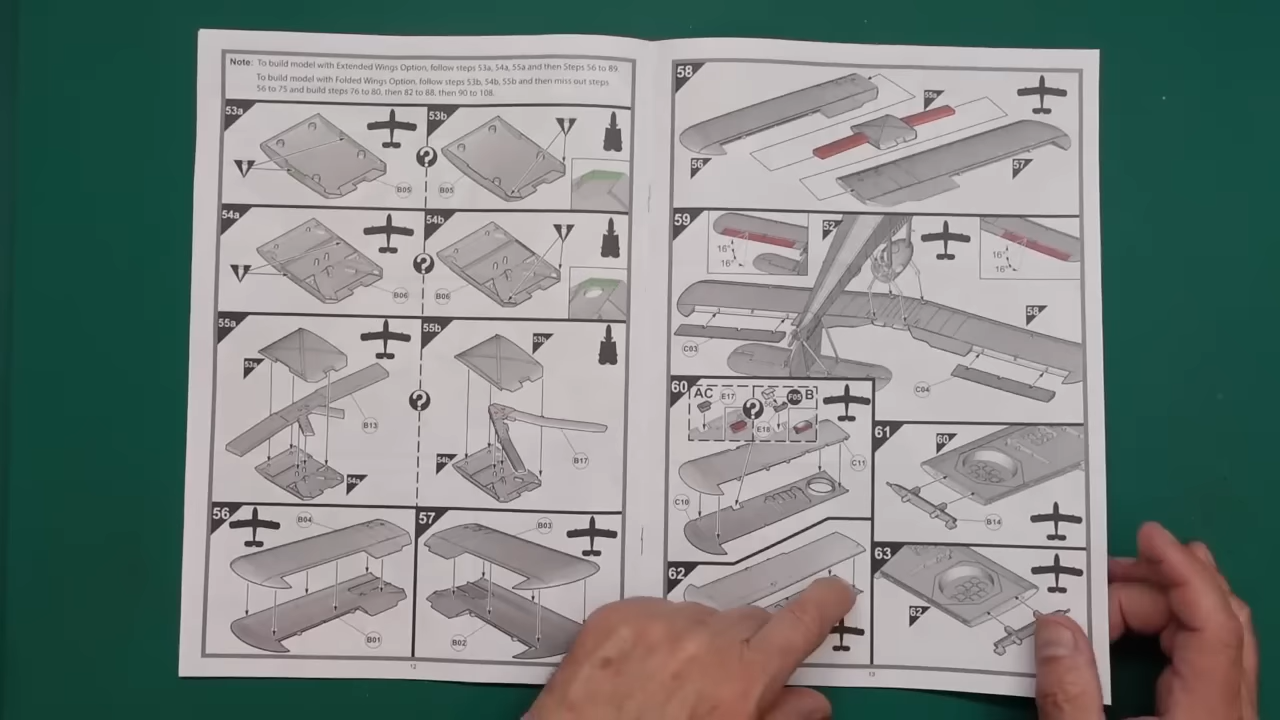 Note: To build model with Extended Wings Option, follow steps 53a, 54a, 55a and then Steps 56 to 89.
To build model with Folded Wings Option, follow steps 53b, 54b, 55b and then miss out steps
56 to 75 and build steps 76 to 80, then 82 to 88, then 90 to 108.
53a
B05
?
53b
B05
54a
B06
?
54b
B06
55a
53a
B13
54a
?
55b
53b
B17
54b
56
B04
B01
57
B03
B02
12
58
55a
56
57
59
16°
16°
52
16°
16°
58
C03
C04
60
AC
E17
?
F05
B
E18
C11
C10
61
60
B14
62
63
62
13